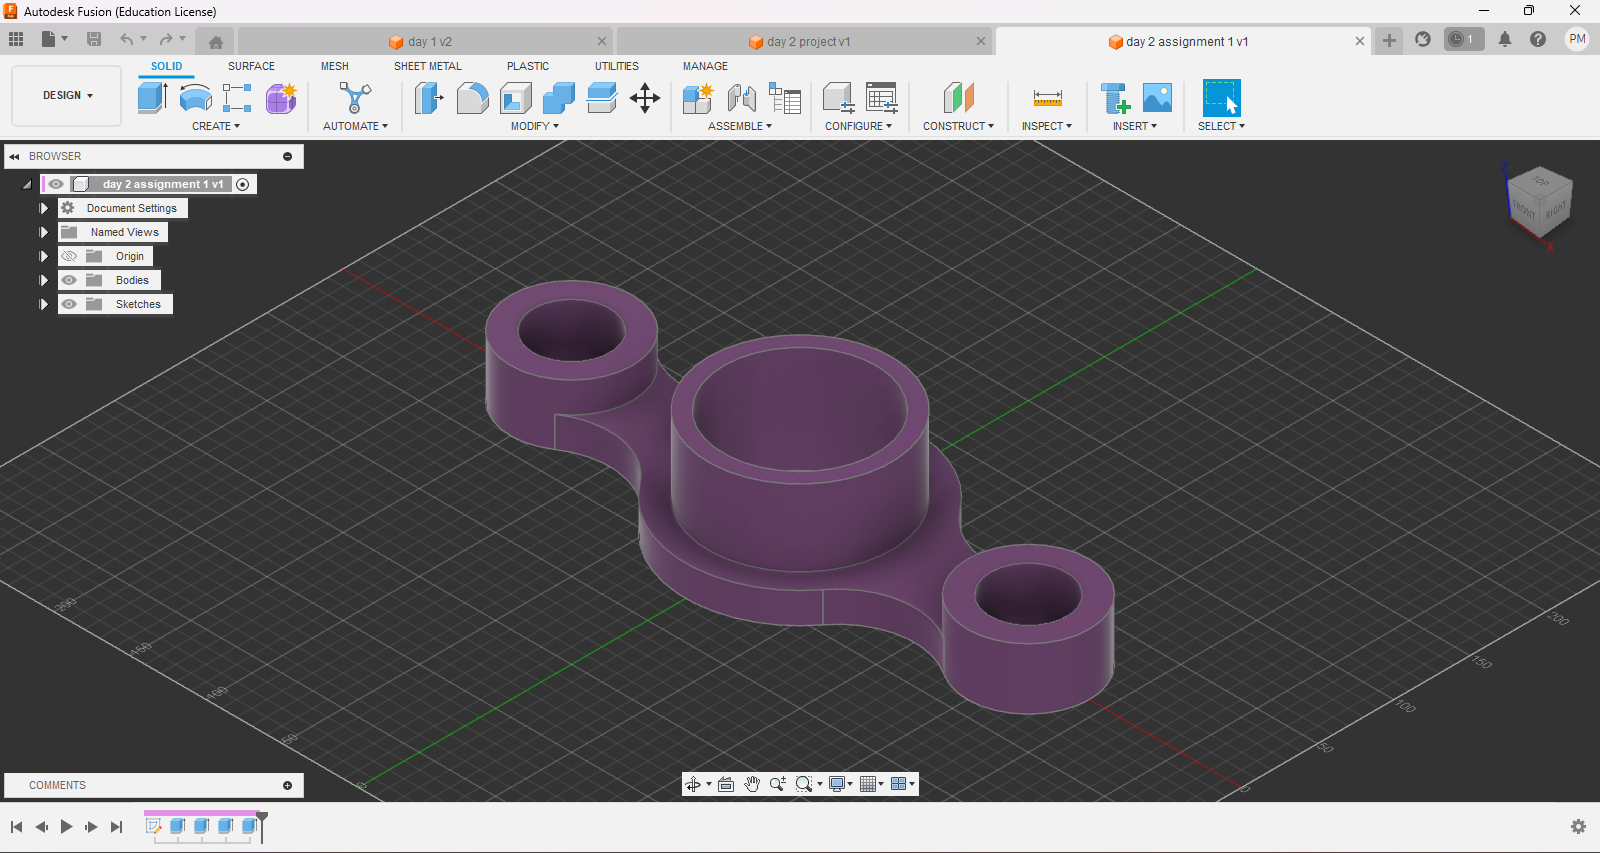 Autodesk Fusion (Education License)
day 1 v2
day 2 project v1
day 2 assignment 1 v1
1
PM
DESIGN
SOLID
SURFACE
MESH
SHEET METAL
PLASTIC
UTILITIES
MANAGE
CREATE
AUTOMATE
MODIFY
ASSEMBLE
CONFIGURE
CONSTRUCT
INSPECT
INSERT
SELECT
BROWSER
day 2 assignment 1 v1
Document Settings
Named Views
Origin
Bodies
Sketches
Z
TOP
FRONT
RIGHT
X
200
150
100
50
0
200
150
100
50
0
COMMENTS